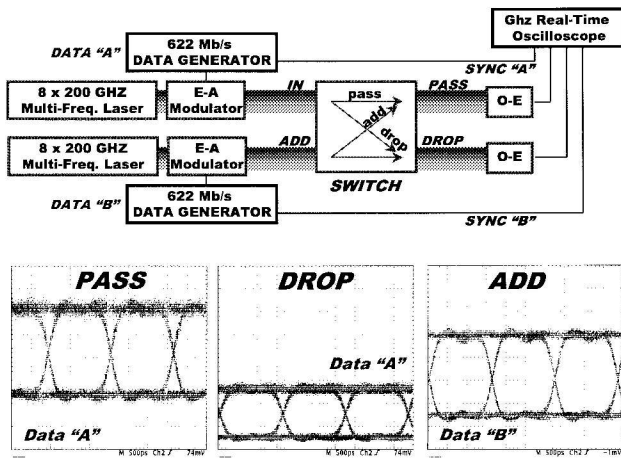 Ghz Real-Time
Oscilloscope
622 Mb/s
DATA GENERATOR
DATA "A"
SYNC "A"
8 x 200 GHZ
Multi-Freq. Laser
E-A
Modulator
IN
pass
add
drop
PASS
O-E
8 x 200 GHZ
Multi-Freq. Laser
E-A
Modulator
ADD
DROP
O-E
SWITCH
DATA "B"
622 Mb/s
DATA GENERATOR
SYNC "B"
PASS
DROP
ADD
Data "A"
Data "A"
Data "B"
M 500ps Ch2 74mV
M 500ps Ch2 74mV
M 500ps Ch2 -1mV